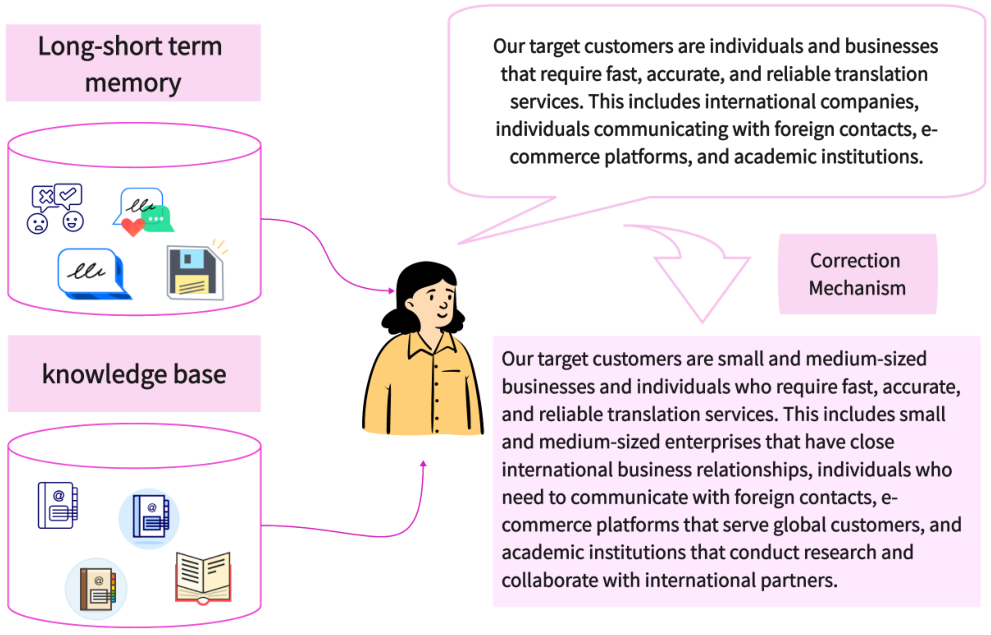 Long-short term
memory
Our target customers are individuals and businesses
that require fast, accurate, and reliable translation
services. This includes international companies,
individuals communicating with foreign contacts, e-
commerce platforms, and academic institutions.
Correction
Mechanism
knowledge base
Our target customers are small and medium-sized
businesses and individuals who require fast, accurate,
and reliable translation services. This includes small
and medium-sized enterprises that have close
international business relationships, individuals who
need to communicate with foreign contacts, e-
commerce platforms that serve global customers, and
academic institutions that conduct research and
collaborate with international partners.